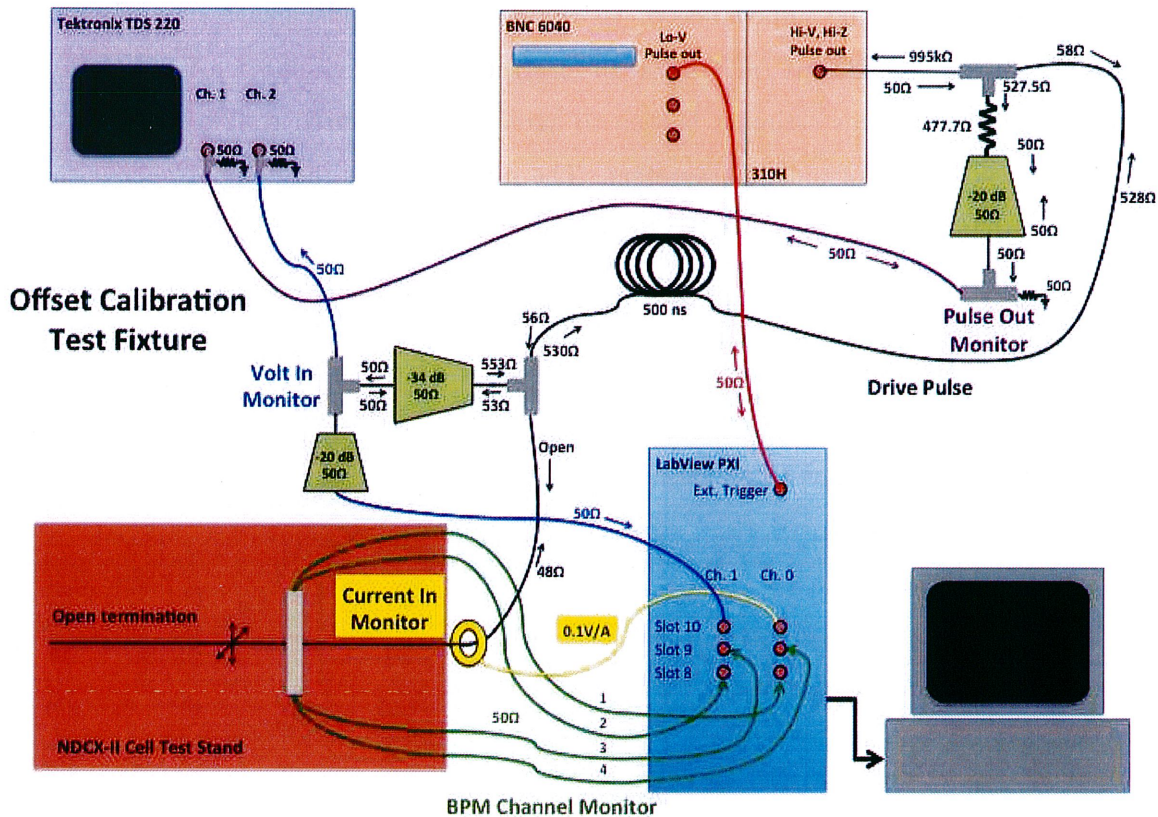 Tektronix TDS 220
Ch. 1
Ch. 2
50Ω
50Ω
BNC 6040
Lo-V
Pulse out
Hi-V, Hi-Z
Pulse out
310H
995kΩ
50Ω
58Ω
527.5Ω
477.7Ω
50Ω
-20 dB
50Ω
50Ω
528Ω
50Ω
50Ω
Pulse Out
Monitor
50Ω
50Ω
Offset Calibration
Test Fixture
500 ns
56Ω
530Ω
Drive Pulse
Volt In
Monitor
50Ω
50Ω
-34 dB
50Ω
553Ω
53Ω
50Ω
-20 dB
50Ω
Open
LabView PXI
Ext. Trigger
50Ω
48Ω
Ch. 1
Ch. 0
Slot 10
Slot 9
Slot 8
Current In
Monitor
0.1V/A
Open termination
50Ω
1
2
3
4
NDCX-II Cell Test Stand
BPM Channel Monitor